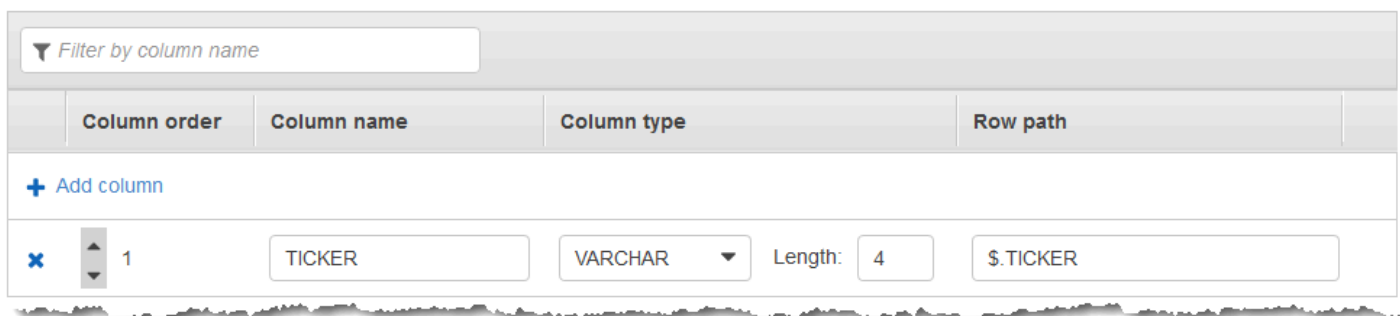 Filter by column name
Column order Column name Column type Row path
Add column
1 TICKER VARCHAR Length: 4 $.TICKER